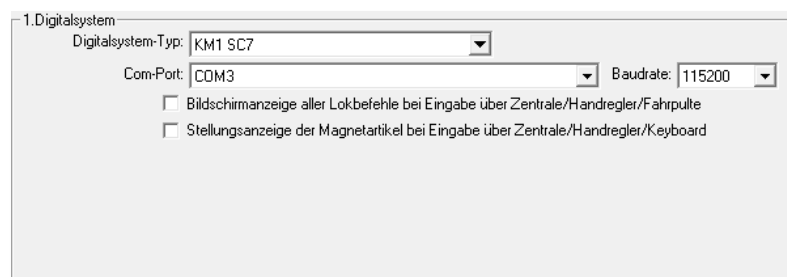 1.Digitalsystem
Digitalsystem-Typ: KM1 SC7
Com-Port: COM3 Baudrate: 115200
Bildschirmanzeige aller Lokbefehle bei Eingabe über Zentrale/Handregler/Fahrpulte
Stellungsanzeige der Magnetartikel bei Eingabe über Zentrale/Handregler/Keyboard